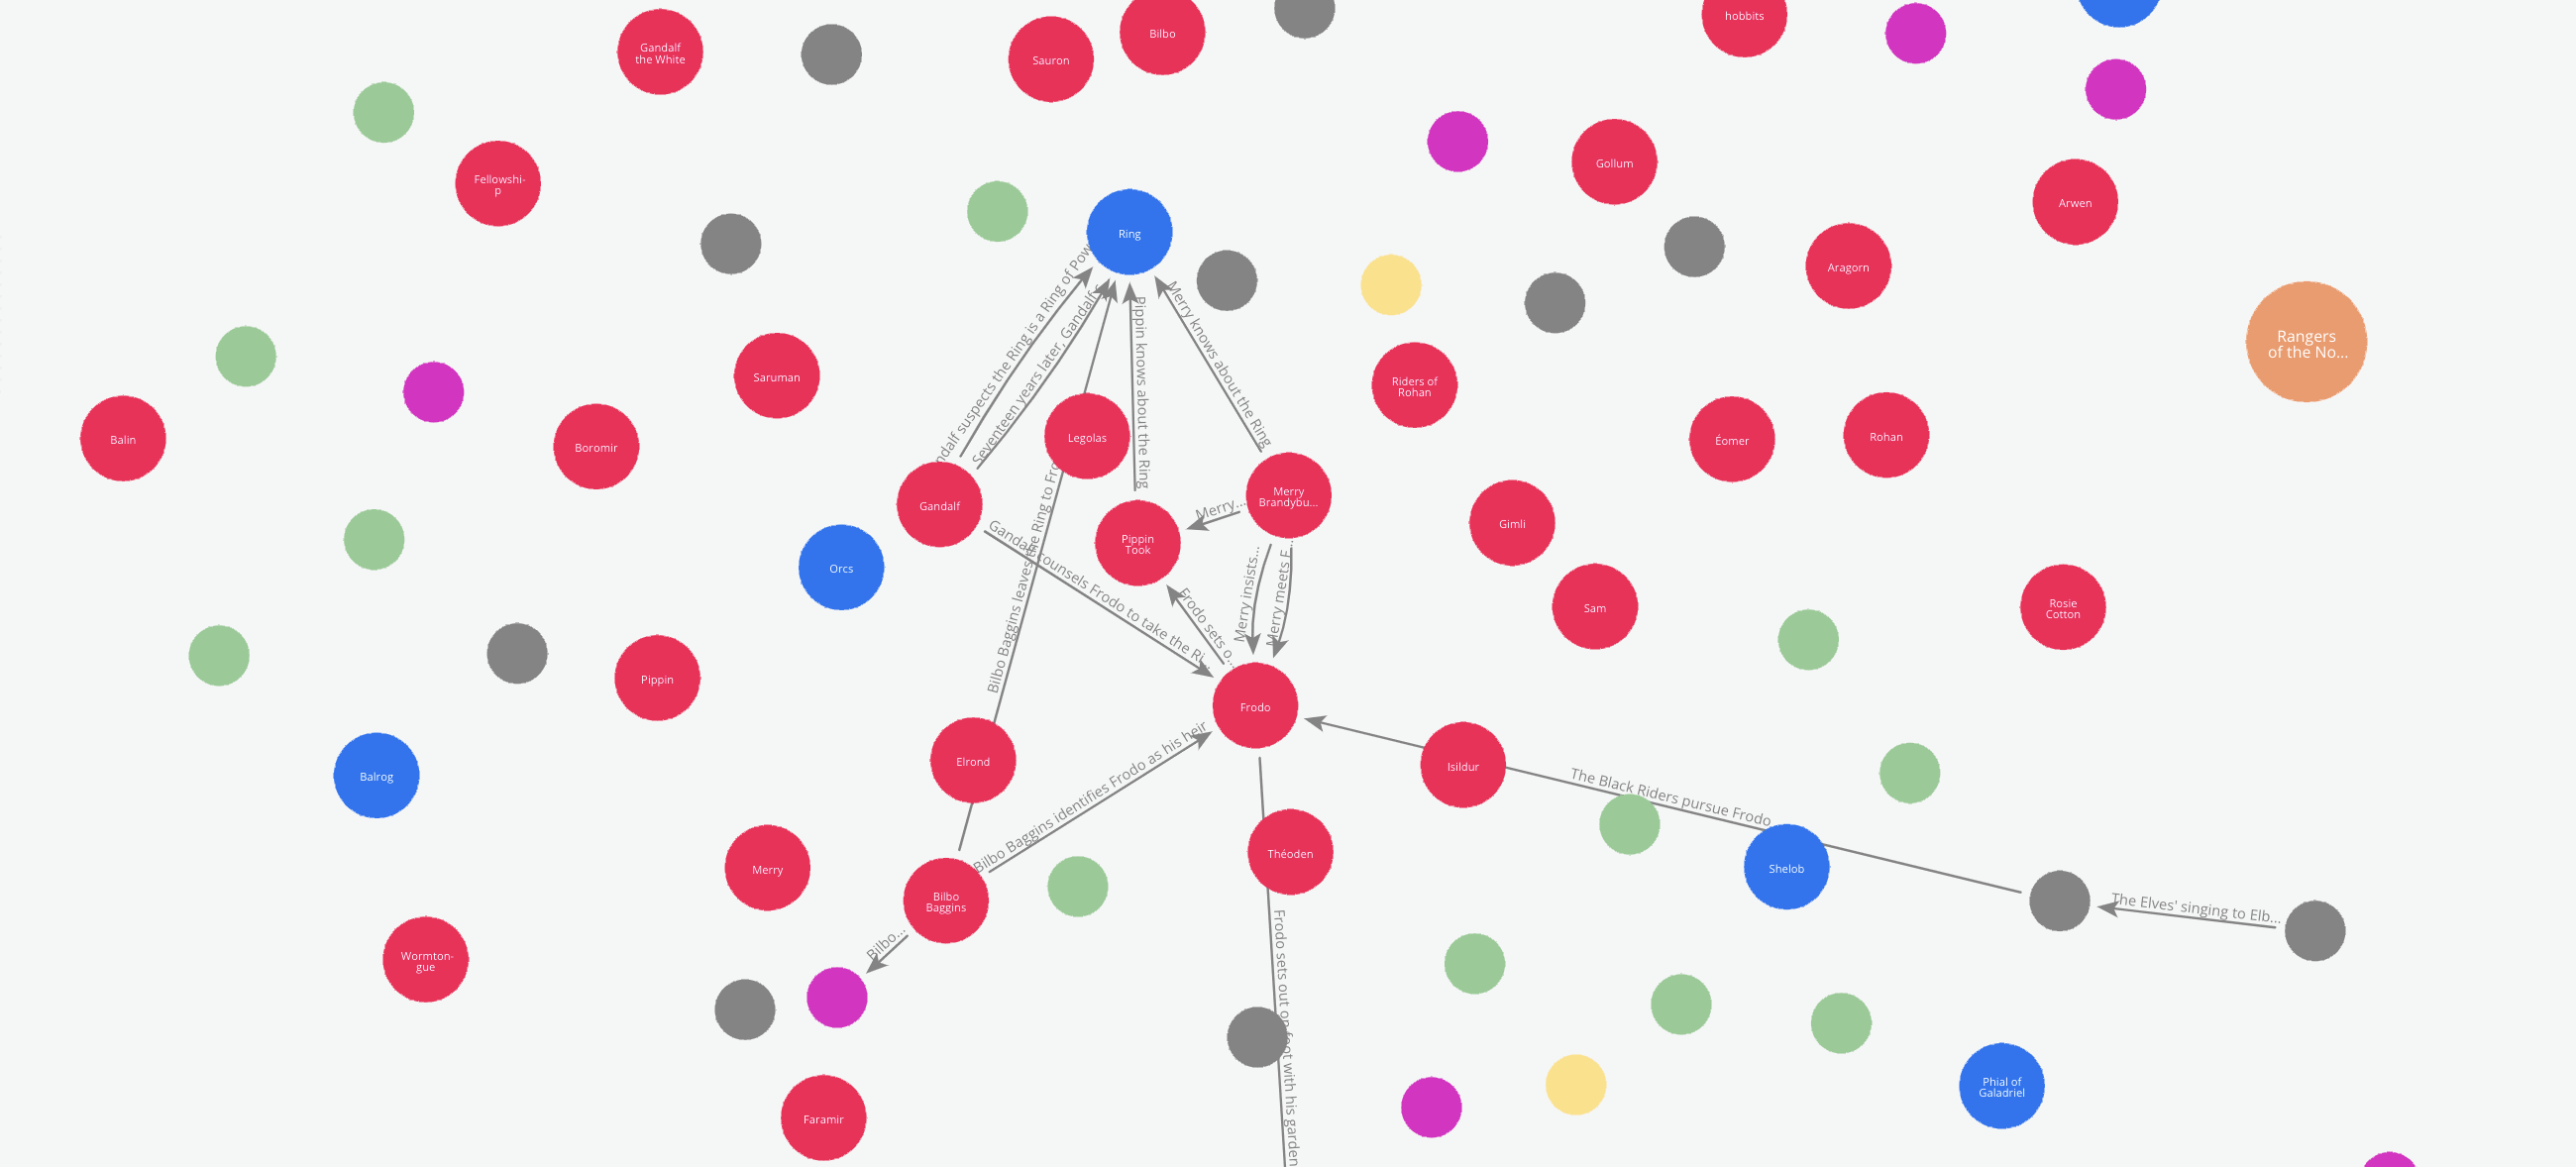 hobbits
Bilbo
Gandalf
the White
Sauron
Gollum
Fellowshi-
p
Arwen
Ring
Aragorn
Rangers
of the No...
Saruman
Riders of
Rohan
Balin
Boromir
Legolas
Éomer
Rohan
suspects the Ring is a Ring of
Seventeen years later, Gandalf
Pippin knows about the Ring
Merry knows about the Ring
Gandalf
Merry
Brandybu...
Merry...
Pippin
Took
Gimli
Orcs
Gandalf counsels Frodo to take the Ri...
Bilbo Baggins leaves the Ring to
Merry insists...
Merry meets F...
Frodo sets o...
Sam
Rosie
Cotton
Pippin
Frodo
Elrond
Isildur
Balrog
Bilbo Baggins identifies Frodo as his heir
The Black Riders pursue Frodo
Théoden
Merry
Shelob
Bilbo
Baggins
The Elves' singing to Elb...
Bilbo...
Wormton-
gue
Frodo sets out on foot with his garden
Phial of
Galadriel
Faramir